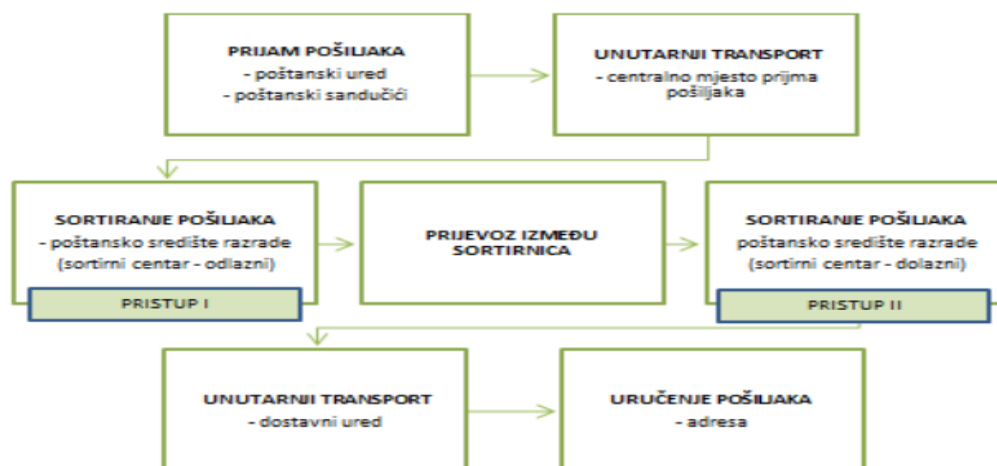 PRIJAM POŠILJAKA
- poštanski ured
- poštanski sandučići
UNUTARNJI TRANSPORT
- centralno mjesto prijma
pošiljaka
SORTIRANJE POŠILJAKA
- poštansko središte razrade
(sortirni centar - odlazni)
PRISTUP I
PRIJEVOZ IZMEĐU
SORTIRNICA
SORTIRANJE POŠILJAKA
poštansko središte razrade
(sortirni centar - dolazni)
PRISTUP II
UNUTARNJI TRANSPORT
- dostavni ured
URUČENJE POŠILJAKA
- adresa